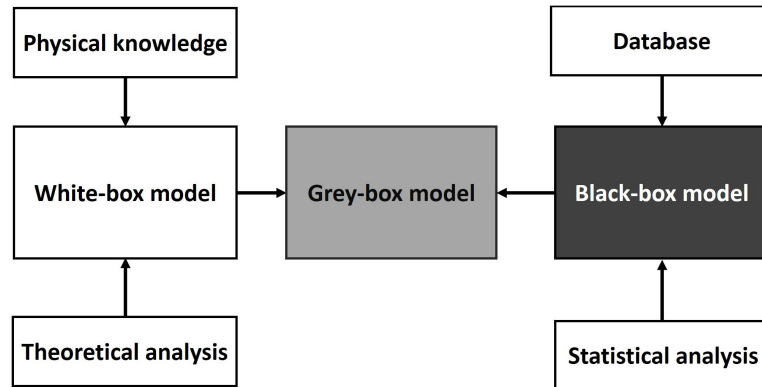 Physical knowledge
Database
White-box model
Grey-box model
Black-box model
Theoretical analysis
Statistical analysis